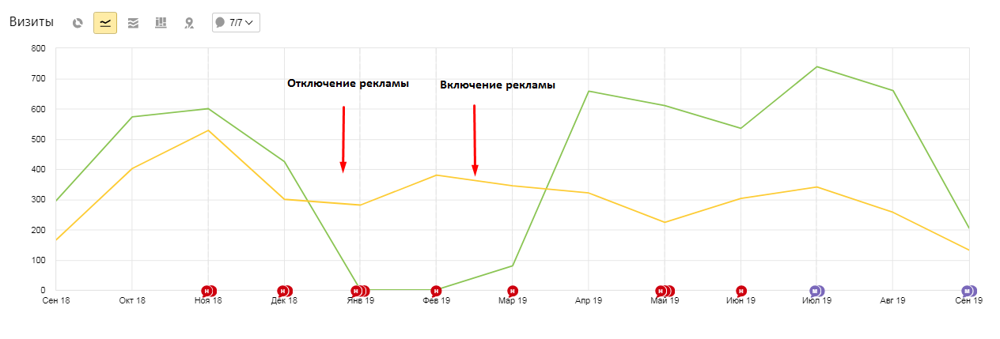 Визиты
7/7
800
700
600
500
400
300
200
100
0
Отключение рекламы
Включение рекламы
н н н н н н н м м
Сен 18 Окт 18 Ноя 18 Дек 18 Янв 19 Фев 19 Мар 19 Апр 19 Май 19 Июн 19 Июл 19 Авг 19 Сен 19